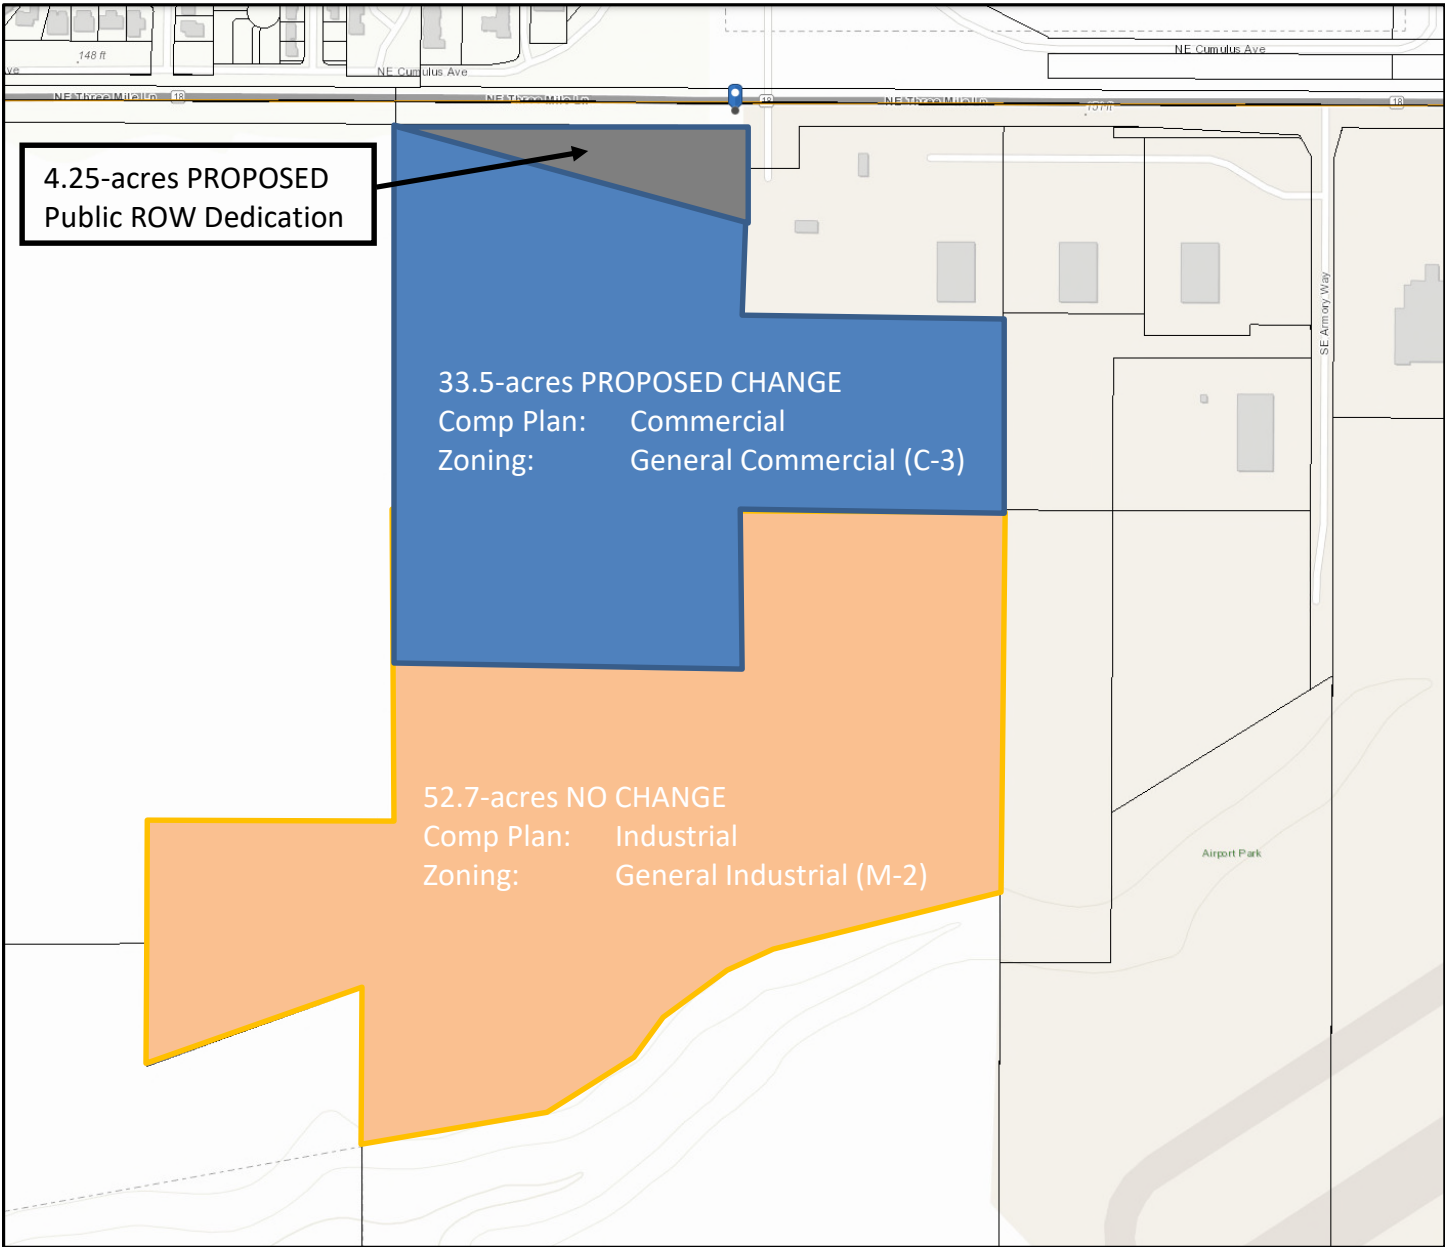 148 ft
ve
NE Cumulus Ave
NE Cumulus Ave
NE Three Mile Ln
18
NE Three Mile Ln
18
NE Three Mile Ln
151 ft
18
4.25-acres PROPOSED
Public ROW Dedication
SE Armory Way
33.5-acres PROPOSED CHANGE
Comp Plan: Commercial
Zoning: General Commercial (C-3)
52.7-acres NO CHANGE
Comp Plan: Industrial
Zoning: General Industrial (M-2)
Airport Park